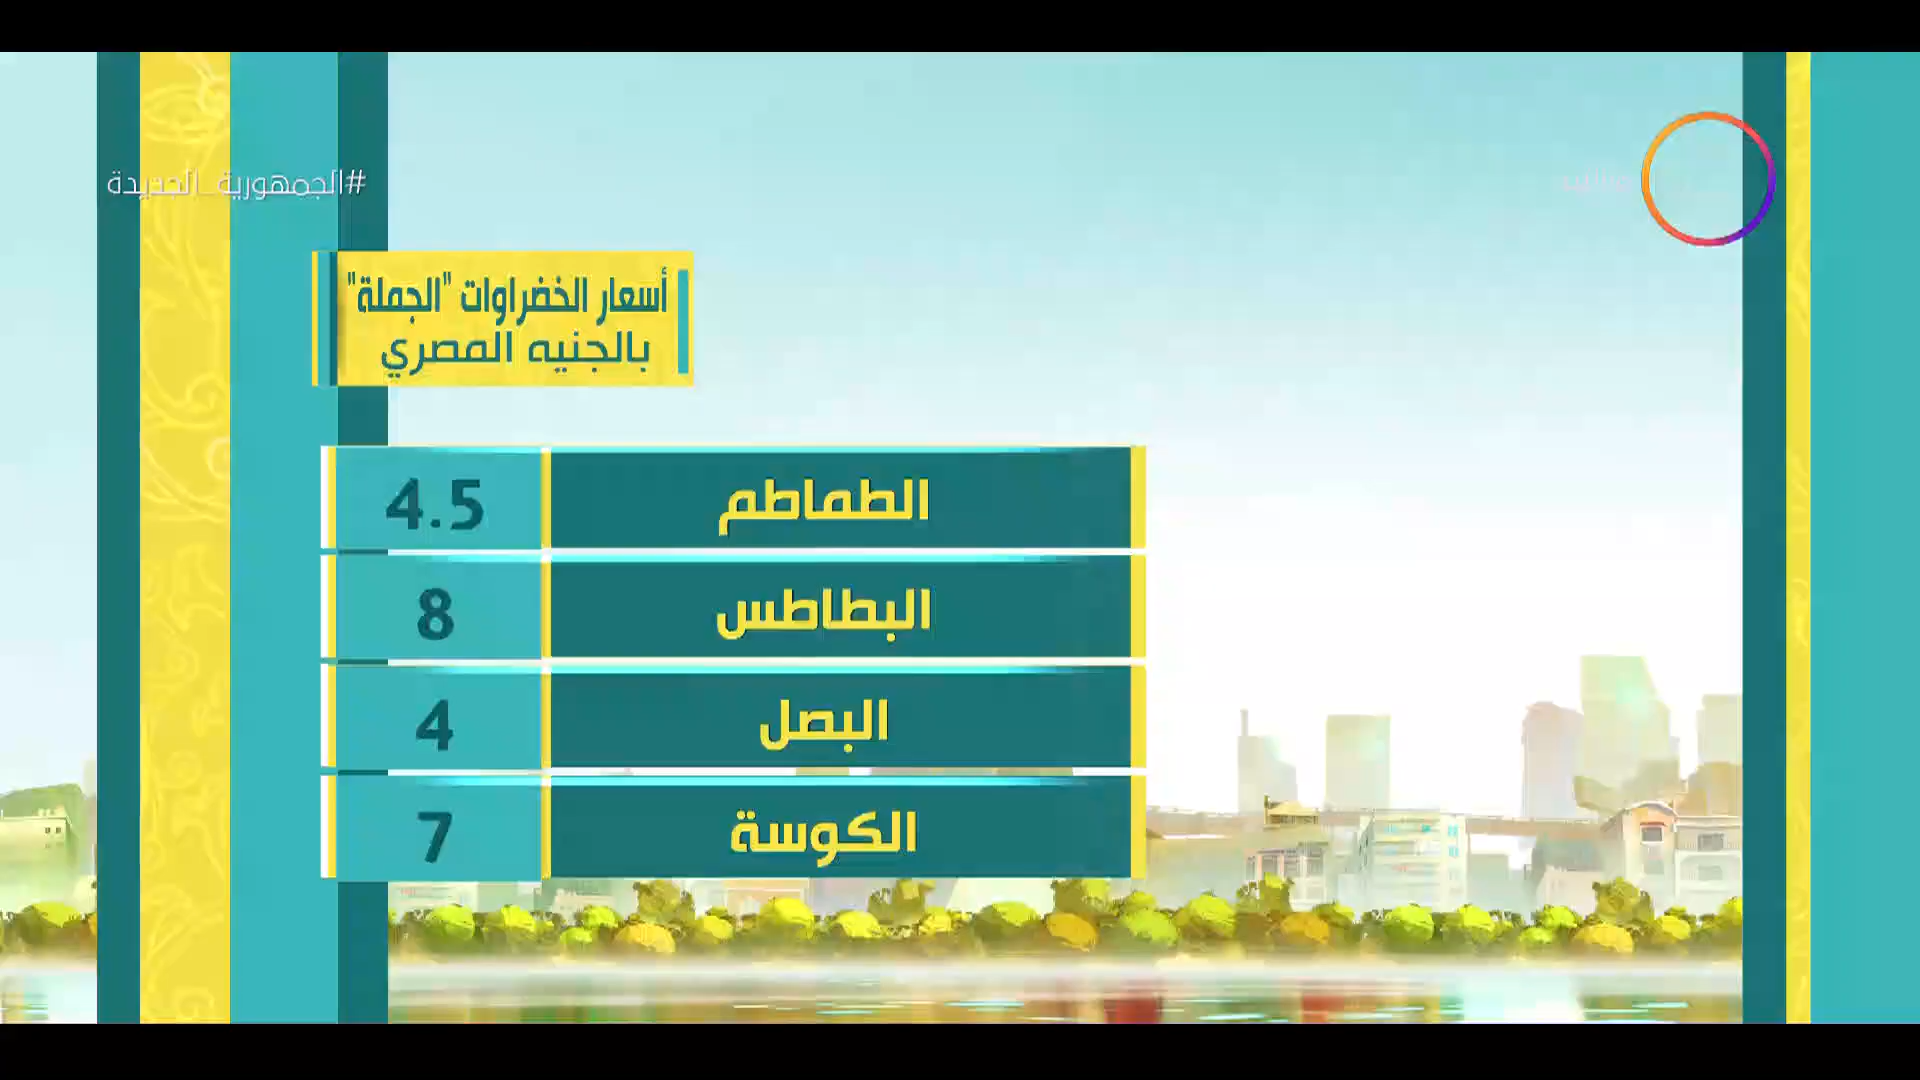 #الجمهورية_الجديدة
أسعار الخضراوات "الجملة"
بالجنيه المصري
الطماطم 4.5
البطاطس 8
البصل 4
الكوسة 7